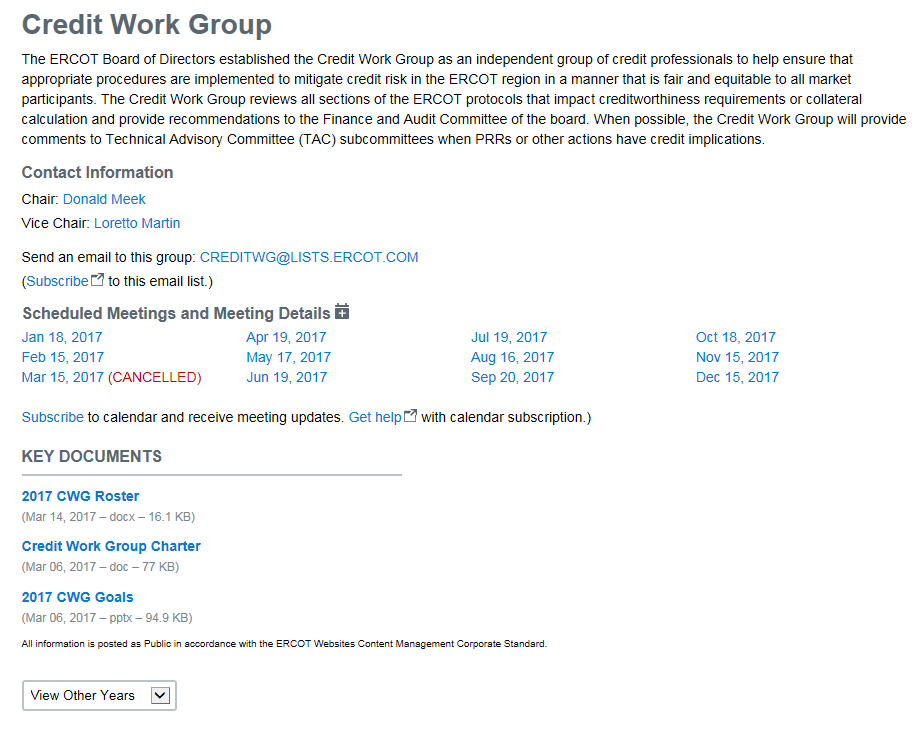 Credit Work Group
The ERCOT Board of Directors established the Credit Work Group as an independent group of credit professionals to help ensure that
appropriate procedures are implemented to mitigate credit risk in the ERCOT region in a manner that is fair and equitable to all market
participants. The Credit Work Group reviews all sections of the ERCOT protocols that impact creditworthiness requirements or collateral
calculation and provide recommendations to the Finance and Audit Committee of the board. When possible, the Credit Work Group will provide
comments to Technical Advisory Committee (TAC) subcommittees when PRRs or other actions have credit implications.
Contact Information
Chair: Donald Meek
Vice Chair: Loretto Martin
Send an email to this group: CREDITWG@LISTS.ERCOT.COM
(Subscribe to this email list.)
Scheduled Meetings and Meeting Details
Jan 18, 2017 Apr 19, 2017 Jul 19, 2017 Oct 18, 2017
Feb 15, 2017 May 17, 2017 Aug 16, 2017 Nov 15, 2017
Mar 15, 2017 (CANCELLED) Jun 19, 2017 Sep 20, 2017 Dec 15, 2017
Subscribe to calendar and receive meeting updates. Get help with calendar subscription.)
KEY DOCUMENTS
2017 CWG Roster
(Mar 14, 2017 – docx – 16.1 KB)
Credit Work Group Charter
(Mar 06, 2017 – doc – 77 KB)
2017 CWG Goals
(Mar 06, 2017 – pptx – 94.9 KB)
All information is posted as Public in accordance with the ERCOT Websites Content Management Corporate Standard.
View Other Years